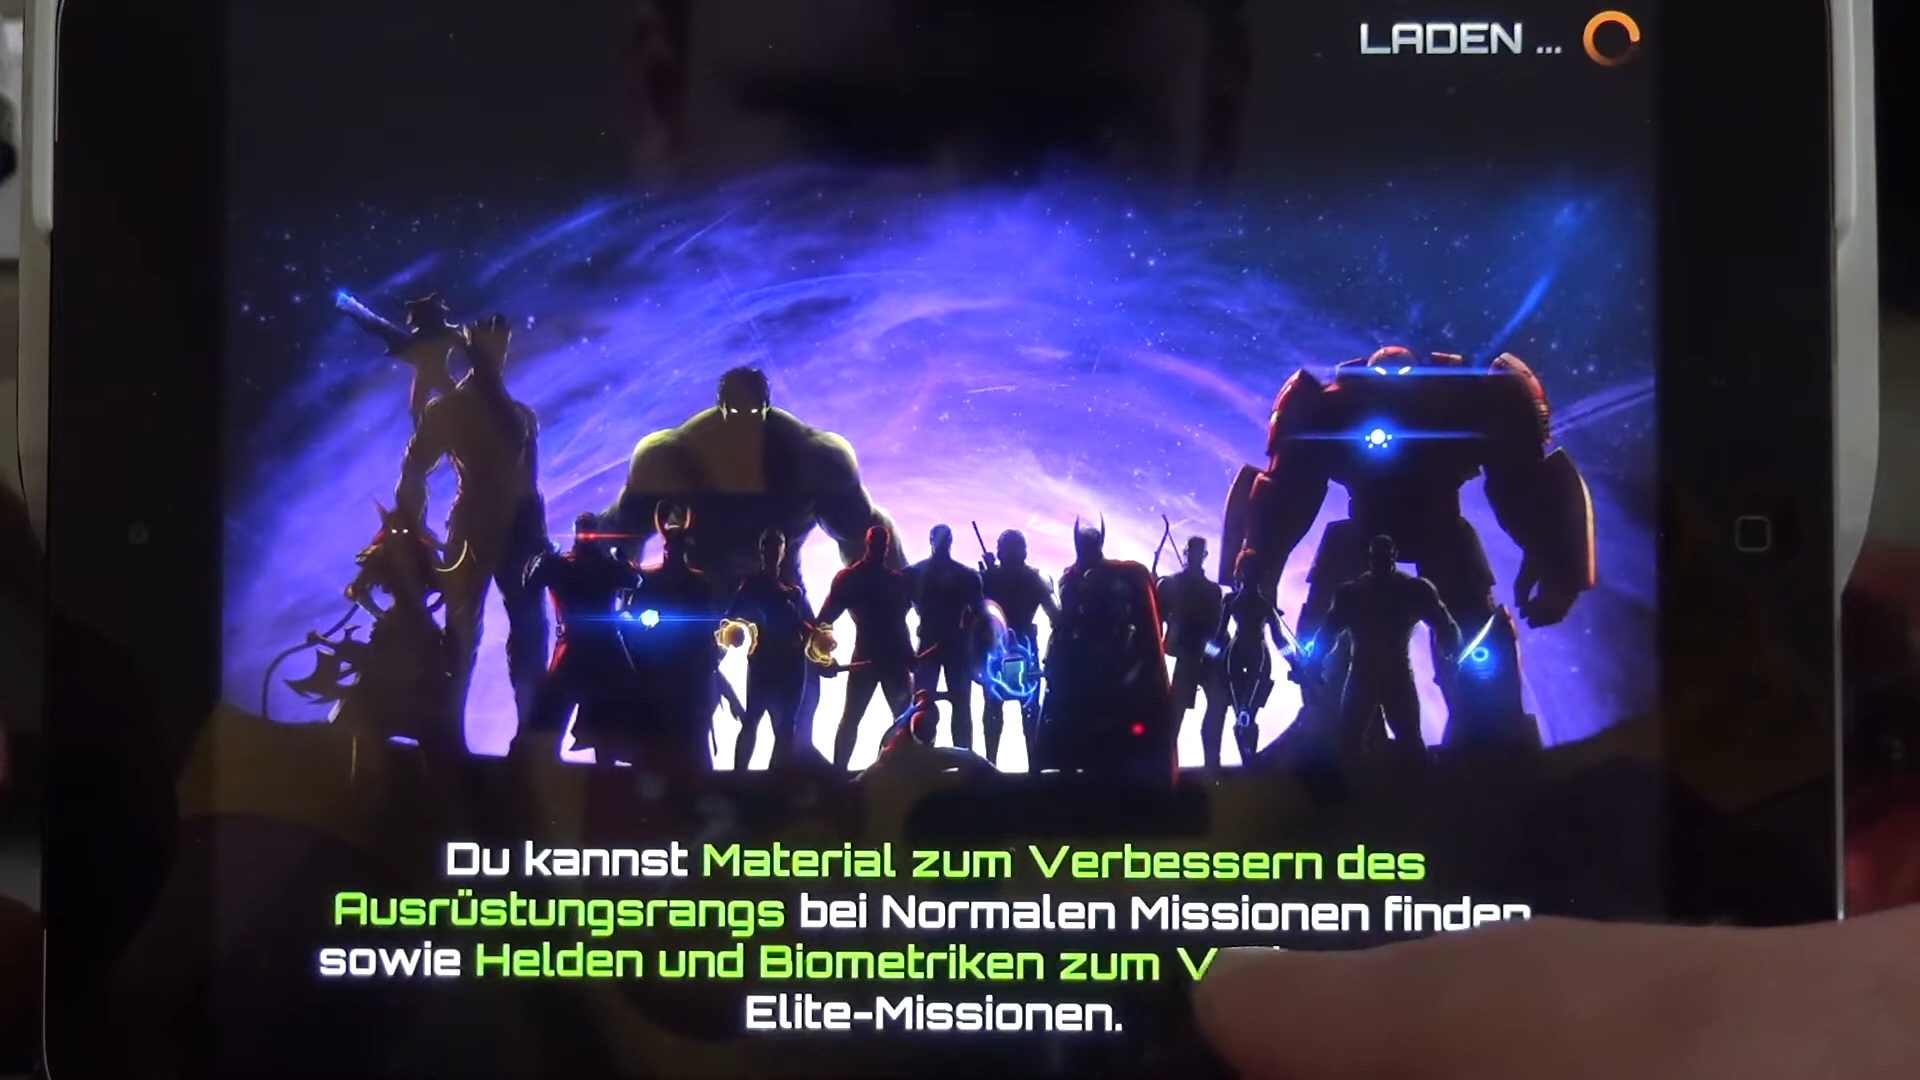 LADEN ...
Du kannst Material zum Verbessern des
Ausrüstungsrangs bei Normalen Missionen finden
sowie Helden und Biometriken zum
Elite-Missionen.